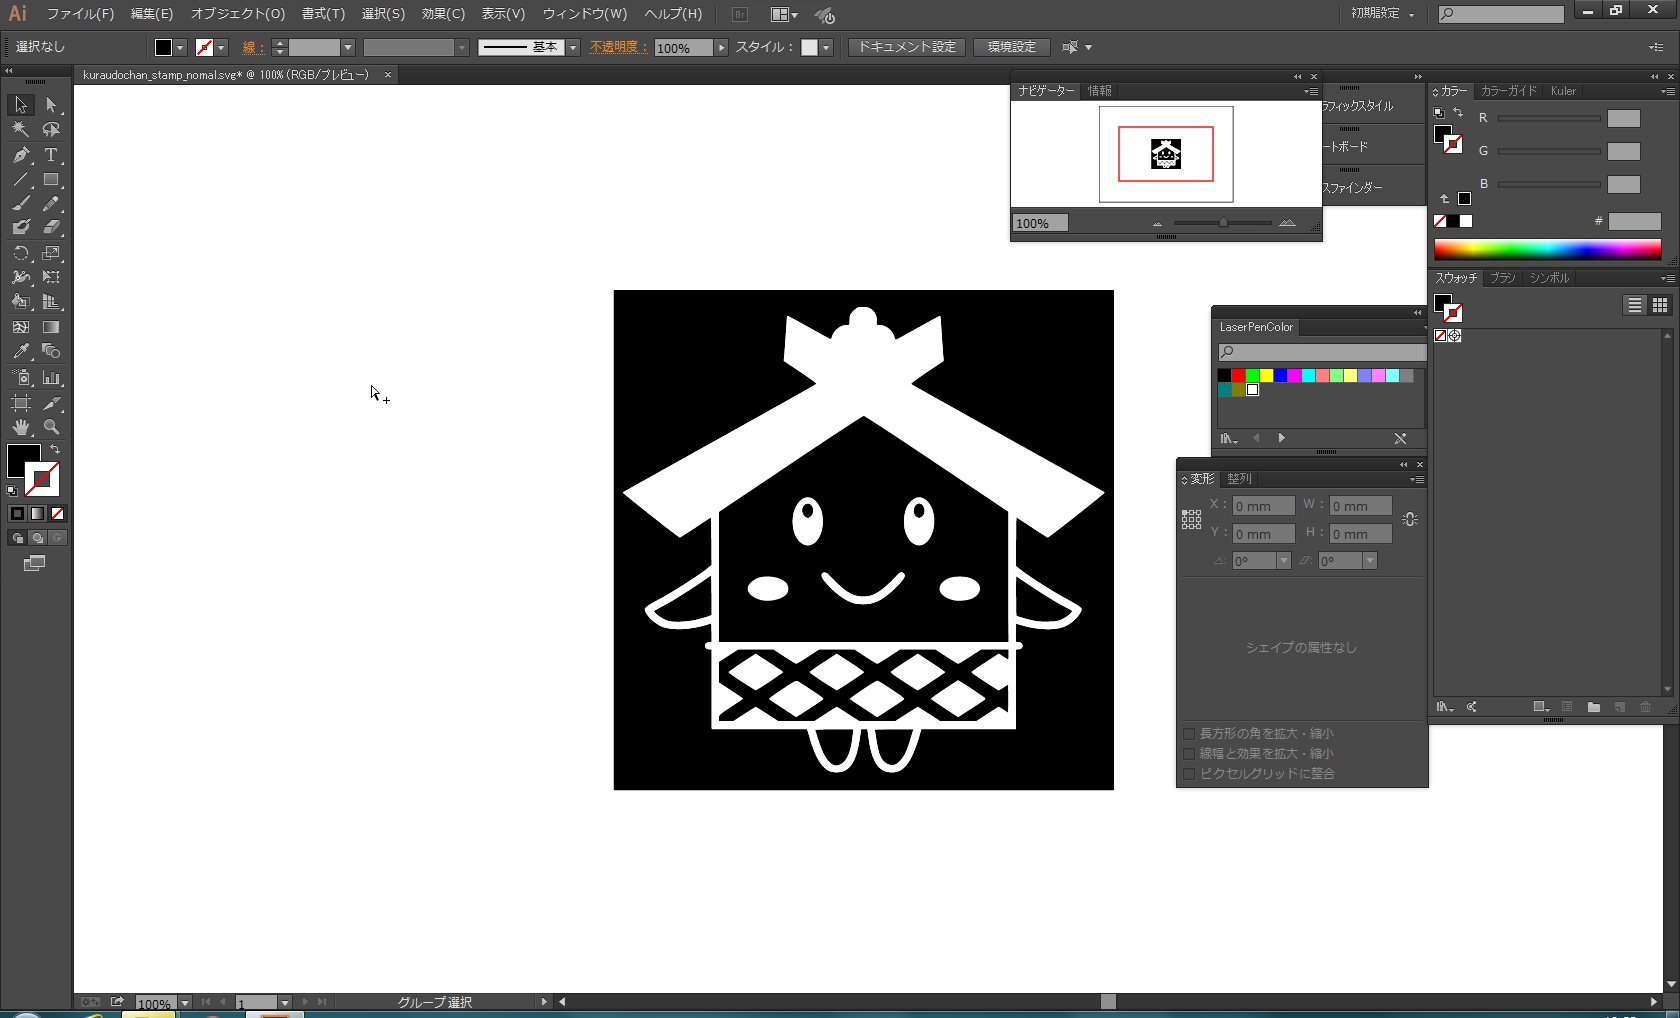 Ai ファイル(F) 編集(E) オブジェクト(O) 書式(T) 選択(S) 効果(C) 表示(V) ウィンドウ(W) ヘルプ(H) Br 初期設定
選択なし 線： 基本 不透明度： 100% スタイル： ドキュメント設定 環境設定
kuraudochan_stamp_nomal.svg* @ 100% (RGB/プレビュー) ×
ナビゲーター 情報
100%
ラフィックスタイル
ートボード
スファインダー
カラー カラーガイド Kuler
R
G
B
#
スウォッチ ブラシ シンボル
LaserPenColor
変形 整列
X： 0 mm W： 0 mm
Y： 0 mm H： 0 mm
0° 0°
シェイプの属性なし
長方形の角を拡大・縮小
線幅と効果を拡大・縮小
ピクセルグリッドに整合
T
100% 1 グループ選択